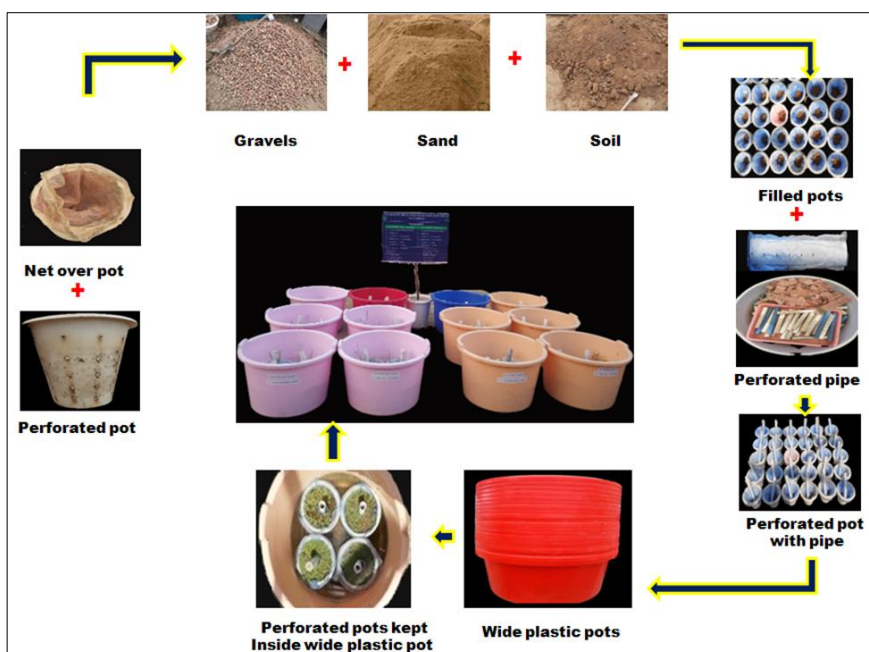 Gravels
+
Sand
+
Soil
Filled pots
+
Perforated pipe
Perforated pot
with pipe
Wide plastic pots
Perforated pots kept
Inside wide plastic pot
Net over pot
+
Perforated pot